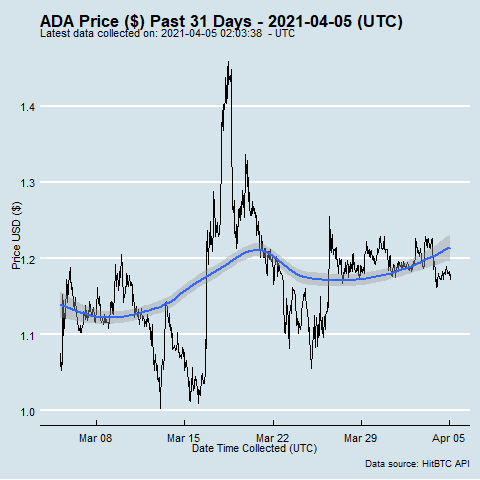 ADA Price ($) Past 31 Days - 2021-04-05 (UTC)
Latest data collected on: 2021-04-05 02:03:38 - UTC
1.4
1.3
1.2
1.1
1.0
Price USD ($)
Mar 08 Mar 15 Mar 22 Mar 29 Apr 05
Date Time Collected (UTC)
Data source: HitBTC API